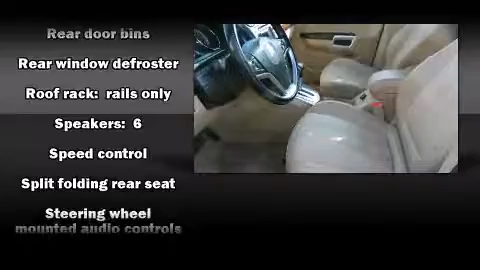 Rear door bins
Rear window defroster
Roof rack: rails only
Speakers: 6
Speed control
Split folding rear seat
Steering wheel
mounted audio controls